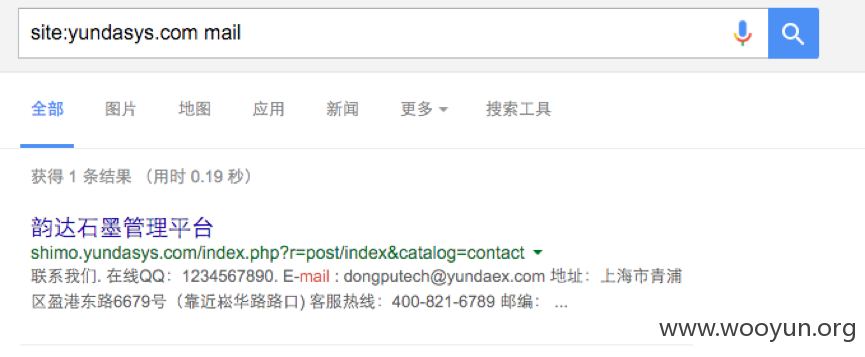 site:yundasys.com mail
全部 图片 地图 应用 新闻 更多 搜索工具
获得 1 条结果 （用时 0.19 秒）
韵达石墨管理平台
shimo.yundasys.com/index.php?r=post/index&catalog=contact
联系我们. 在线QQ：1234567890. E-mail : dongputech@yundaex.com 地址：上海市青浦
区盈港东路6679号（靠近崧华路路口) 客服热线：400-821-6789 邮编： ...
www.wooyun.org